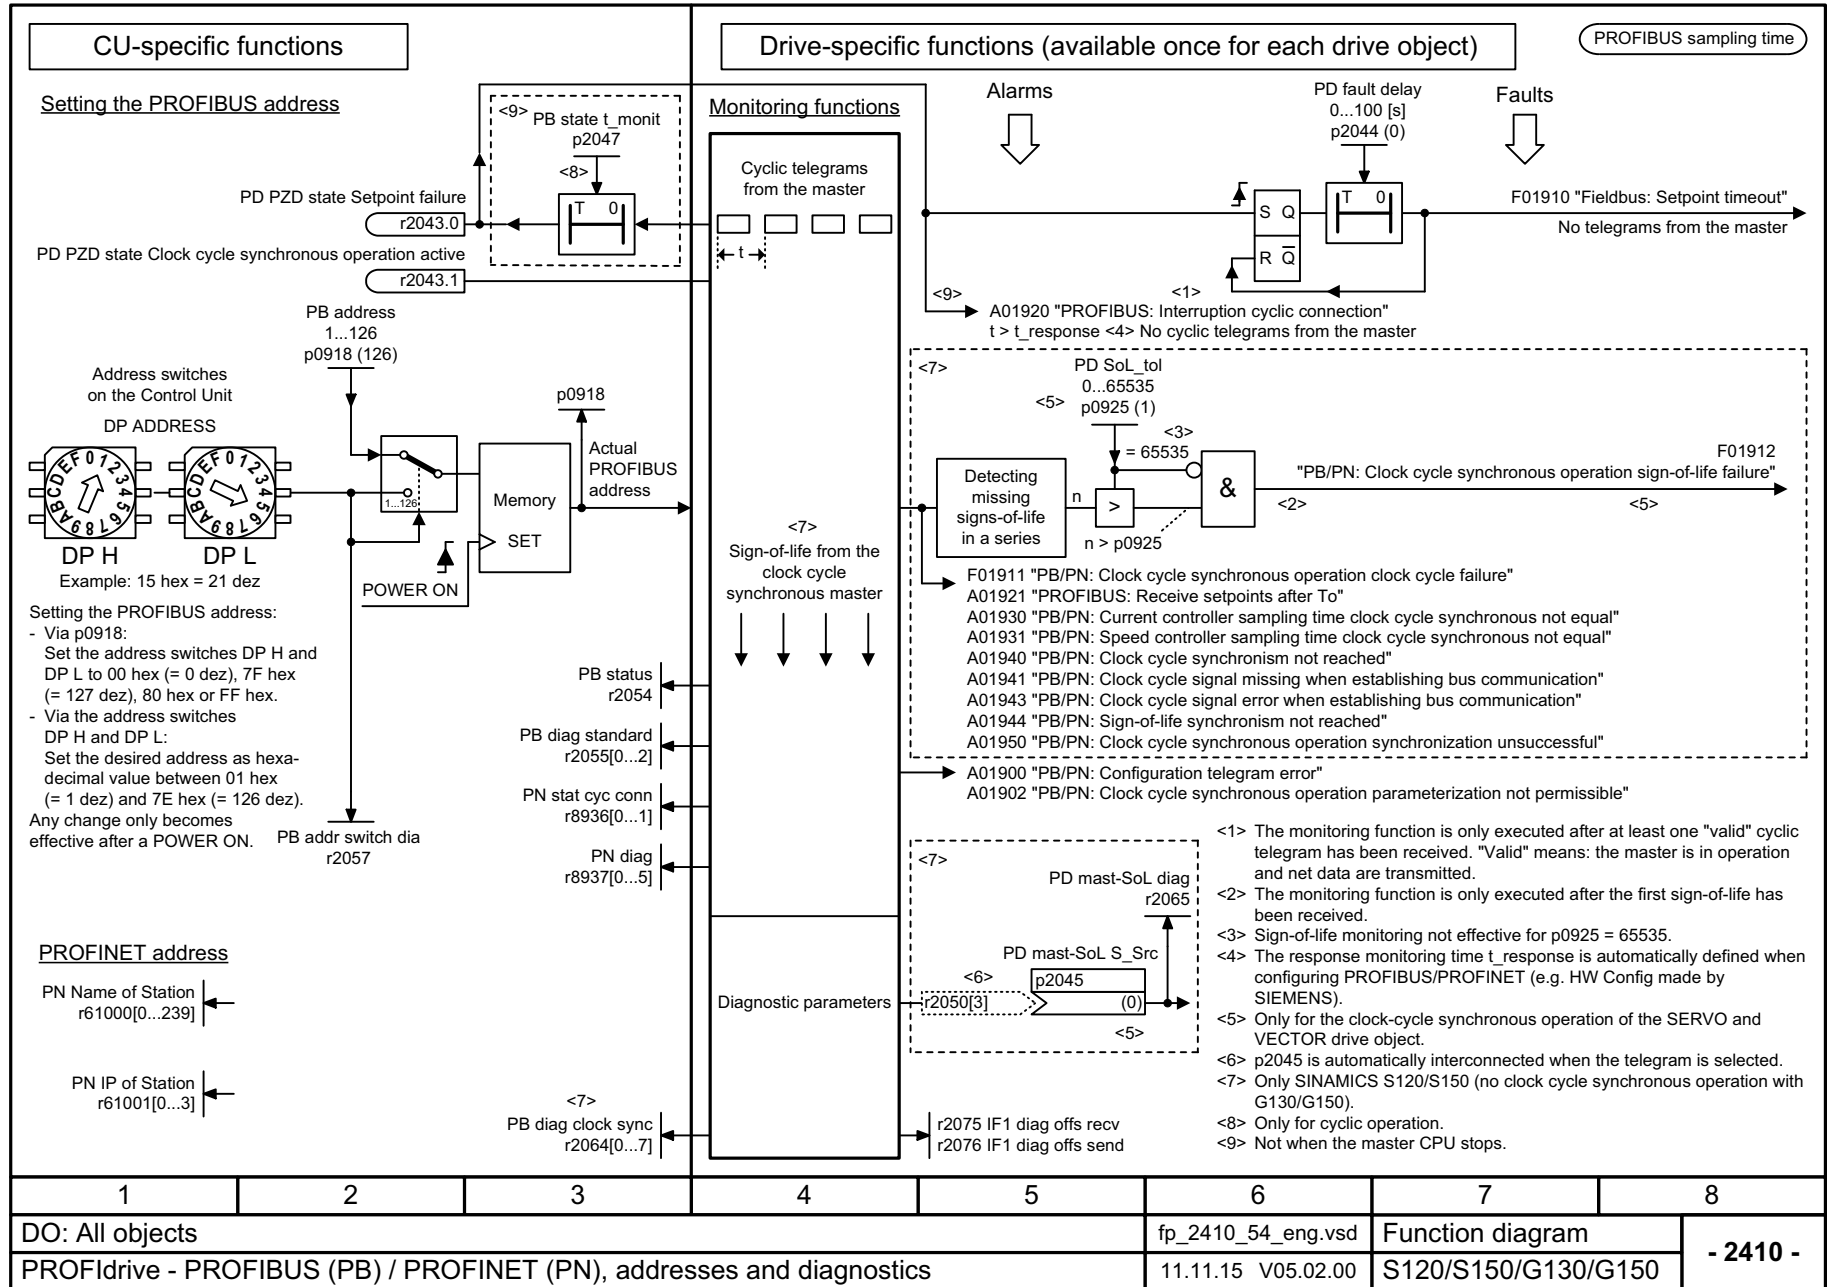 CU-specific functions
Drive-specific functions (available once for each drive object)
PROFIBUS sampling time
Setting the PROFIBUS address
<9>
PB state t_monit
p2047
<8>
T 0
PD PZD state Setpoint failure
r2043.0
PD PZD state Clock cycle synchronous operation active
r2043.1
PB address
1...126
p0918 (126)
Address switches
on the Control Unit
DP ADDRESS
0 1 2 3 4 5 6 7 8 9 A B C D E F
0 1 2 3 4 5 6 7 8 9 A B C D E F
DP H
DP L
Example: 15 hex = 21 dez
1...126
p0918
Actual
PROFIBUS
address
Memory
SET
POWER ON
Setting the PROFIBUS address:
- Via p0918:
Set the address switches DP H and
DP L to 00 hex (= 0 dez), 7F hex
(= 127 dez), 80 hex or FF hex.
- Via the address switches
DP H and DP L:
Set the desired address as hexa-
decimal value between 01 hex
(= 1 dez) and 7E hex (= 126 dez).
Any change only becomes
effective after a POWER ON.
PB addr switch dia
r2057
PB status
r2054
PB diag standard
r2055[0...2]
PN stat cyc conn
r8936[0...1]
PN diag
r8937[0...5]
PROFINET address
PN Name of Station
r61000[0...239]
PN IP of Station
r61001[0...3]
<7>
PB diag clock sync
r2064[0...7]
Monitoring functions
Cyclic telegrams
from the master
t
<7>
Sign-of-life from the
clock cycle
synchronous master
Diagnostic parameters
Alarms
PD fault delay
0...100 [s]
p2044 (0)
Faults
S Q
R Q̅
T 0
F01910 "Fieldbus: Setpoint timeout"
No telegrams from the master
<9>
<1>
A01920 "PROFIBUS: Interruption cyclic connection"
t > t_response <4> No cyclic telegrams from the master
<7>
PD SoL_tol
0...65535
<5>
p0925 (1)
<3>
= 65535
Detecting
missing
signs-of-life
in a series
n
>
n > p0925
&
F01912
"PB/PN: Clock cycle synchronous operation sign-of-life failure"
<2>
<5>
F01911 "PB/PN: Clock cycle synchronous operation clock cycle failure"
A01921 "PROFIBUS: Receive setpoints after To"
A01930 "PB/PN: Current controller sampling time clock cycle synchronous not equal"
A01931 "PB/PN: Speed controller sampling time clock cycle synchronous not equal"
A01940 "PB/PN: Clock cycle synchronism not reached"
A01941 "PB/PN: Clock cycle signal missing when establishing bus communication"
A01943 "PB/PN: Clock cycle signal error when establishing bus communication"
A01944 "PB/PN: Sign-of-life synchronism not reached"
A01950 "PB/PN: Clock cycle synchronous operation synchronization unsuccessful"
A01900 "PB/PN: Configuration telegram error"
A01902 "PB/PN: Clock cycle synchronous operation parameterization not permissible"
<7>
PD mast-SoL diag
r2065
PD mast-SoL S_Src
<6>
p2045
r2050[3]
(0)
<5>
r2075 IF1 diag offs recv
r2076 IF1 diag offs send
<1> The monitoring function is only executed after at least one "valid" cyclic
telegram has been received. "Valid" means: the master is in operation
and net data are transmitted.
<2> The monitoring function is only executed after the first sign-of-life has
been received.
<3> Sign-of-life monitoring not effective for p0925 = 65535.
<4> The response monitoring time t_response is automatically defined when
configuring PROFIBUS/PROFINET (e.g. HW Config made by
SIEMENS).
<5> Only for the clock-cycle synchronous operation of the SERVO and
VECTOR drive object.
<6> p2045 is automatically interconnected when the telegram is selected.
<7> Only SINAMICS S120/S150 (no clock cycle synchronous operation with
G130/G150).
<8> Only for cyclic operation.
<9> Not when the master CPU stops.
1 2 3 4 5 6 7 8
DO: All objects
fp_2410_54_eng.vsd
Function diagram
- 2410 -
PROFIdrive - PROFIBUS (PB) / PROFINET (PN), addresses and diagnostics
11.11.15 V05.02.00
S120/S150/G130/G150